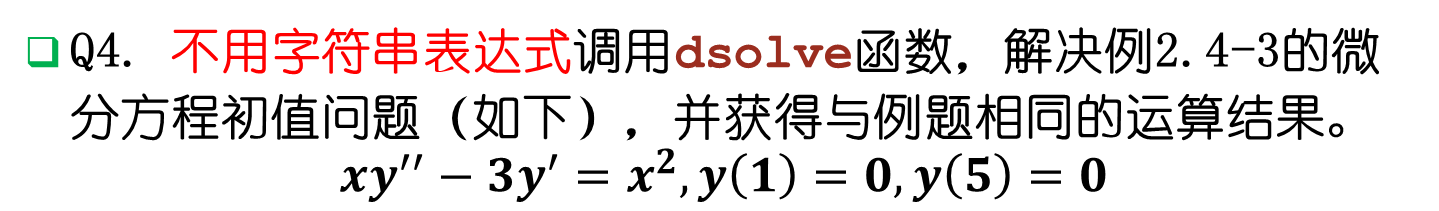 Q4. 不用字符串表达式调用dsolve函数，解决例2.4-3的微
分方程初值问题（如下），并获得与例题相同的运算结果。
xy′′ − 3y′ = x², y(1) = 0, y(5) = 0